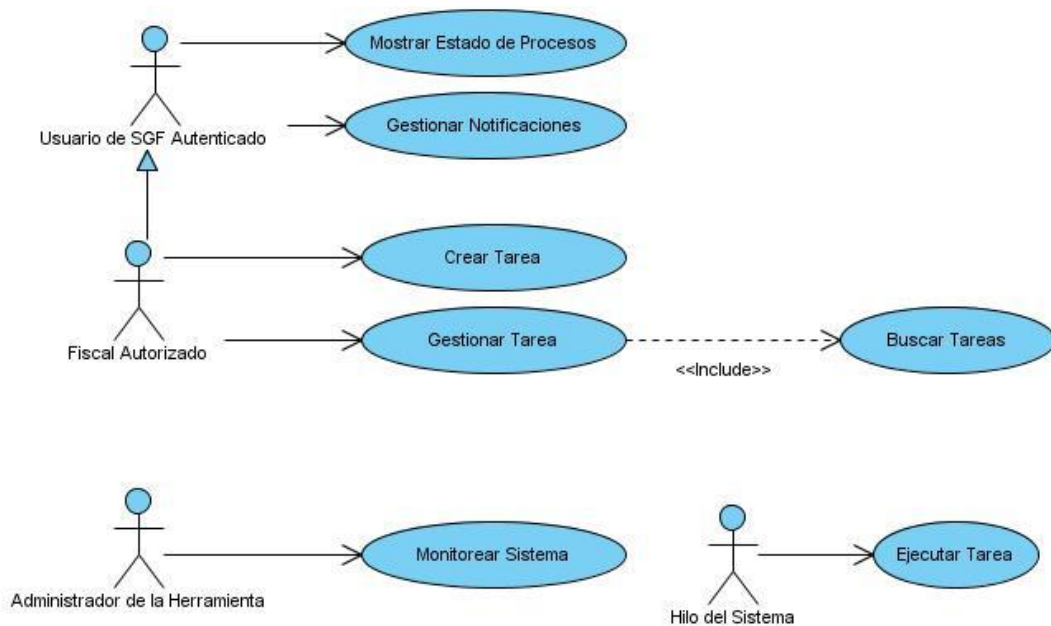 Mostrar Estado de Procesos
Gestionar Notificaciones
Usuario de SGF Autenticado
Crear Tarea
Gestionar Tarea
Buscar Tareas
Fiscal Autorizado
<<Include>>
Monitorear Sistema
Ejecutar Tarea
Administrador de la Herramienta
Hilo del Sistema